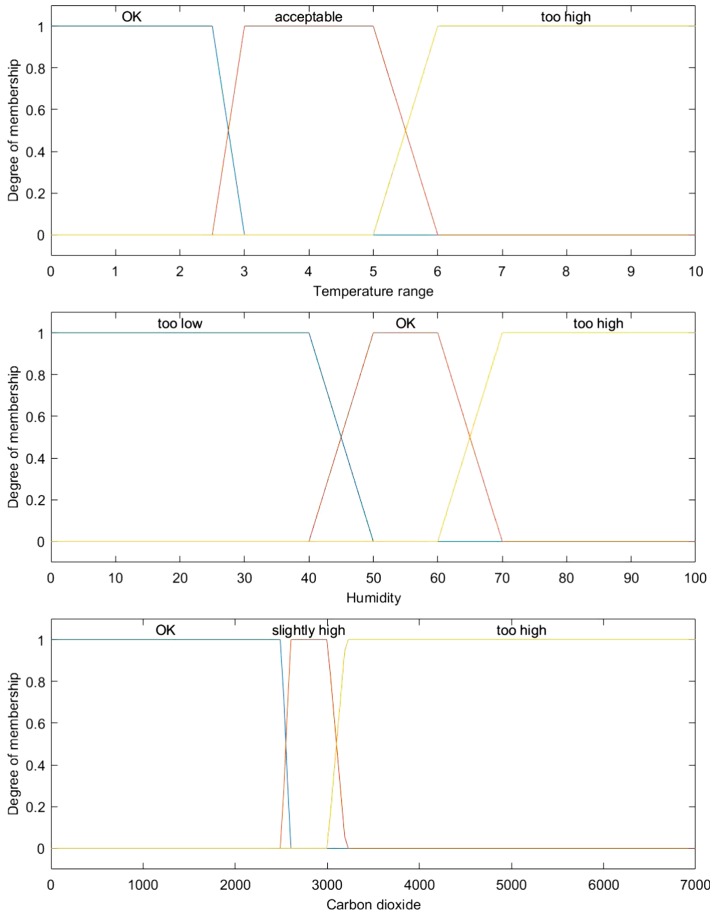 OK acceptable too high
1
0.8
0.6
0.4
0.2
0
Degree of membership
0 1 2 3 4 5 6 7 8 9 10
Temperature range
too low OK too high
1
0.8
0.6
0.4
0.2
0
Degree of membership
0 10 20 30 40 50 60 70 80 90 100
Humidity
OK slightly high too high
1
0.8
0.6
0.4
0.2
0
Degree of membership
0 1000 2000 3000 4000 5000 6000 7000
Carbon dioxide